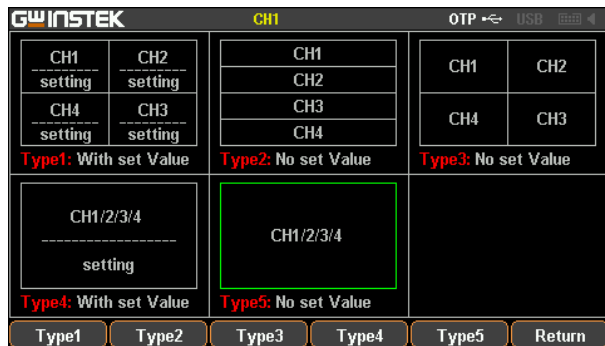 GWINSTEK CH1 OTP USB
CH1 CH2
setting setting
CH4 CH3
setting setting
Type1: With set Value
CH1
CH2
CH3
CH4
Type2: No set Value
CH1 CH2
CH4 CH3
Type3: No set Value
CH1/2/3/4
setting
Type4: With set Value
CH1/2/3/4
Type5: No set Value
Type1 Type2 Type3 Type4 Type5 Return